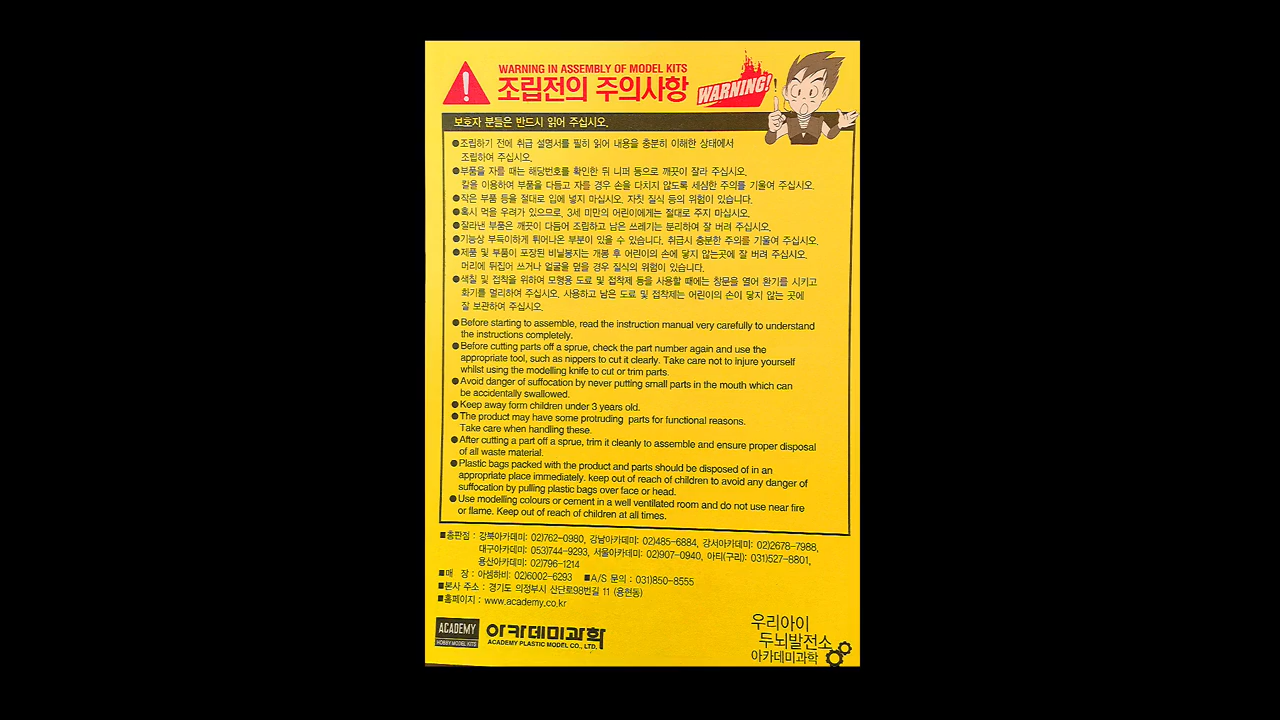 WARNING IN ASSEMBLY OF MODEL KITS
조립전의 주의사항
WARNING!
보호자 분들은 반드시 읽어 주십시오.
●조립하기 전에 취급 설명서를 필히 읽어 내용을 충분히 이해한 상태에서
조립하여 주십시오.
●부품을 자를 때는 해당번호를 확인한 뒤 니퍼 등으로 깨끗이 잘라 주십시오.
칼을 이용하여 부품을 다듬고 자를 경우 손을 다치지 않도록 세심한 주의를 기울여 주십시오.
●작은 부품 등을 절대로 입에 넣지 마십시오. 자칫 질식 등의 위험이 있습니다.
●혹시 먹을 우려가 있으므로, 3세 미만의 어린이에게는 절대로 주지 마십시오.
●잘라낸 부품은 깨끗이 다듬어 조립하고 남은 쓰레기는 분리하여 잘 버려 주십시오.
●기능상 부득이하게 튀어나온 부분이 있을 수 있습니다. 취급시 충분한 주의를 기울여 주십시오.
●제품 및 부품이 포장된 비닐봉지는 개봉 후 어린이의 손에 닿지 않는곳에 잘 버려 주십시오.
머리에 뒤집어 쓰거나 얼굴을 덮을 경우 질식의 위험이 있습니다.
●색칠 및 접착을 위하여 모형용 도료 및 접착제 등을 사용할 때에는 창문을 열어 환기를 시키고
화기를 멀리하여 주십시오. 사용하고 남은 도료 및 접착제는 어린이의 손이 닿지 않는 곳에
잘 보관하여 주십시오.
●Before starting to assemble, read the instruction manual very carefully to understand
the instructions completely.
●Before cutting parts off a sprue, check the part number again and use the
appropriate tool, such as nippers to cut it clearly. Take care not to injure yourself
whilst using the modelling knife to cut or trim parts.
●Avoid danger of suffocation by never putting small parts in the mouth which can
be accidentally swallowed.
●Keep away form children under 3 years old.
●The product may have some protruding parts for functional reasons.
Take care when handling these.
●After cutting a part off a sprue, trim it cleanly to assemble and ensure proper disposal
of all waste material.
●Plastic bags packed with the product and parts should be disposed of in an
appropriate place immediately. keep out of reach of children to avoid any danger of
suffocation by pulling plastic bags over face or head.
●Use modelling colours or cement in a well ventilated room and do not use near fire
or flame. Keep out of reach of children at all times.
■총판점 : 강북아카데미: 02)762-0980, 강남아카데미: 02)485-6884, 강서아카데미: 02)2678-7988,
대구아카데미: 053)744-9293, 서울아카데미: 02)907-0940, 아티(구리): 031)527-8801,
용산아카데미: 02)796-1214
■매 장 : 아셈하비: 02)6002-6293 ■A/S 문의 : 031)850-8555
■본사 주소 : 경기도 의정부시 산단로98번길 11 (용현동)
■홈페이지 : www.academy.co.kr
ACADEMY
HOBBY MODEL KITS
아카데미과학
ACADEMY PLASTIC MODEL CO., LTD.
우리아이
두뇌발전소
아카데미과학